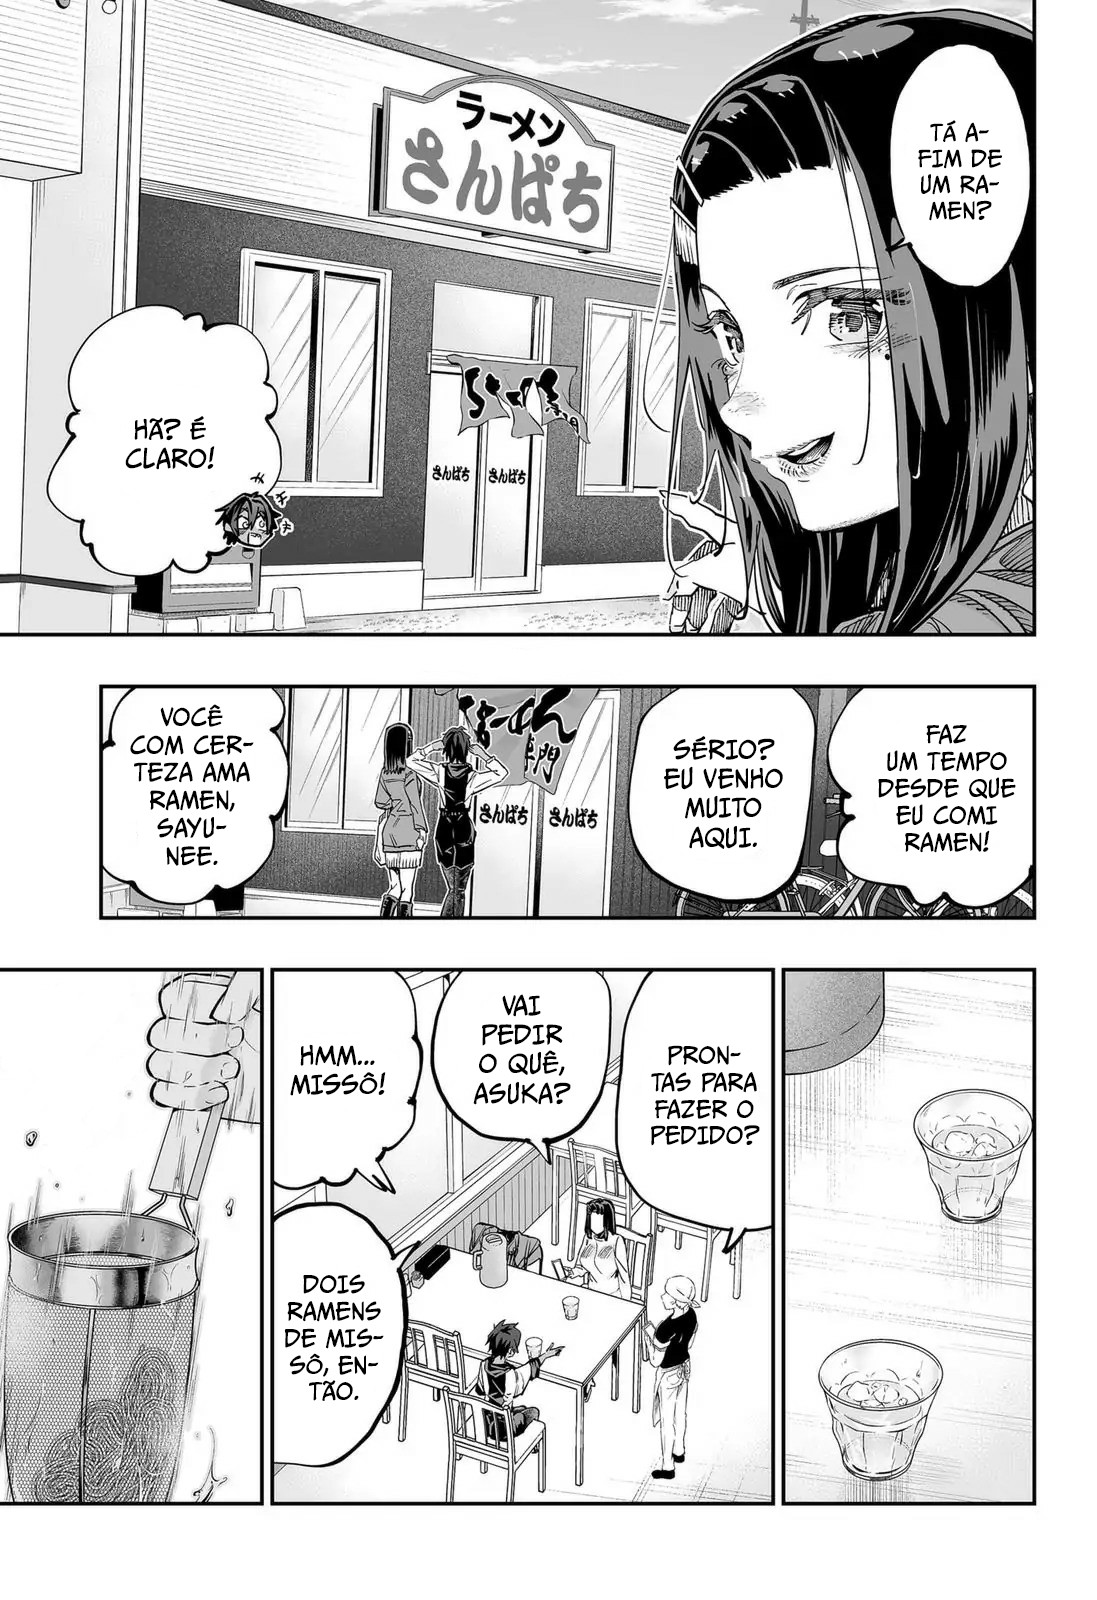 TÁ A-
FIM DE
UM RA-
MEN?
ラーメン
さんぱち
さんぱち
さんぱち
HÃ? É
CLARO!
FAZ
UM TEMPO
DESDE QUE
EU COMI
RAMEN!
SÉRIO?
EU VENHO
MUITO
AQUI.
さんぱち
さんぱち
VOCÊ
COM CER-
TEZA AMA
RAMEN,
SAYU-
NEE.
PRON-
TAS PARA
FAZER O
PEDIDO?
VAI
PEDIR
O QUÊ,
ASUKA?
HMM...
MISSÔ!
DOIS
RAMENS
DE MIS-
SÔ, EN-
TÃO.